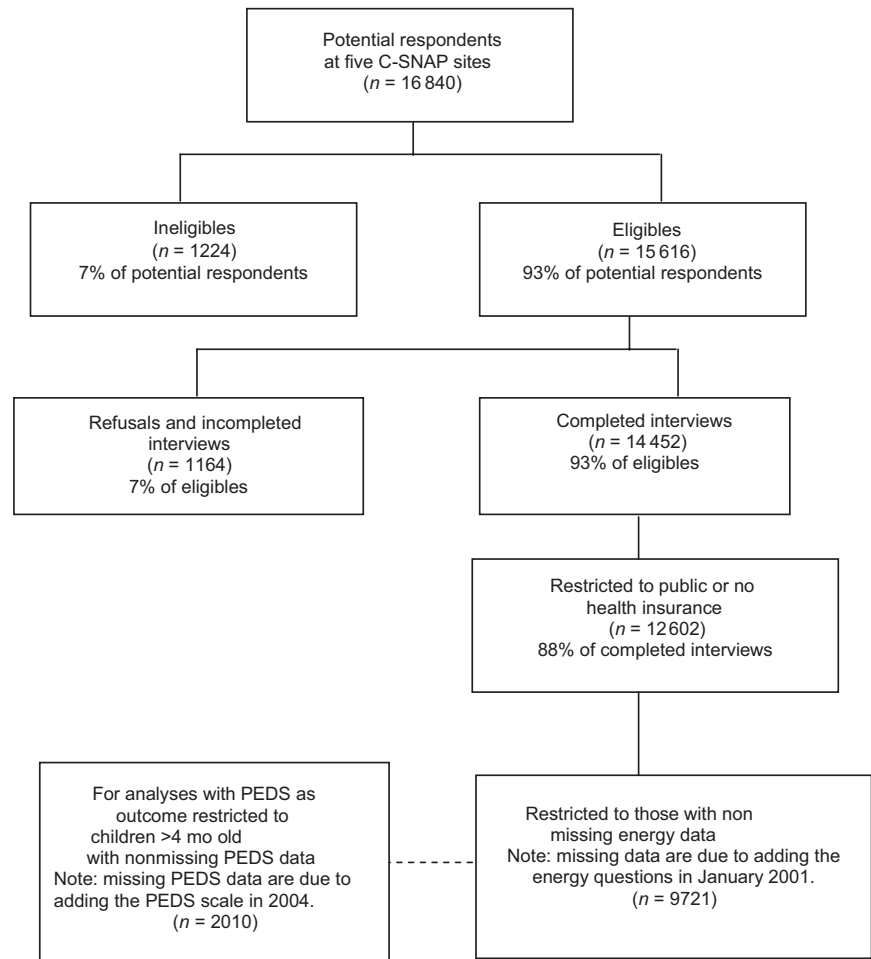 Potential respondents
at five C-SNAP sites
(n = 16 840)
Ineligibles
(n = 1224)
7% of potential respondents
Eligibles
(n = 15 616)
93% of potential respondents
Refusals and incompleted
interviews
(n = 1164)
7% of eligibles
Completed interviews
(n = 14 452)
93% of eligibles
Restricted to public or no
health insurance
(n = 12 602)
88% of completed interviews
For analyses with PEDS as
outcome restricted to
children >4 mo old
with nonmissing PEDS data
Note: missing PEDS data are due to
adding the PEDS scale in 2004.
(n = 2010)
Restricted to those with non
missing energy data
Note: missing data are due to adding the
energy questions in January 2001.
(n = 9721)